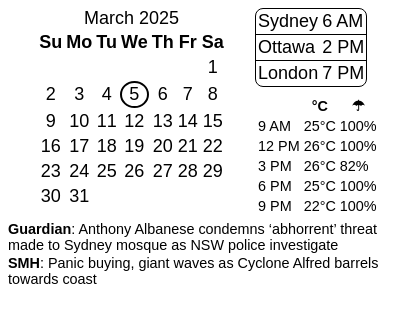 March 2025
Su Mo Tu We Th Fr Sa
1
2 3 4 5 6 7 8
9 10 11 12 13 14 15
16 17 18 19 20 21 22
23 24 25 26 27 28 29
30 31
Sydney 6 AM
Ottawa 2 PM
London 7 PM
°C ☂
9 AM 25°C 100%
12 PM 26°C 100%
3 PM 26°C 82%
6 PM 25°C 100%
9 PM 22°C 100%
Guardian: Anthony Albanese condemns ‘abhorrent’ threat
made to Sydney mosque as NSW police investigate
SMH: Panic buying, giant waves as Cyclone Alfred barrels
towards coast